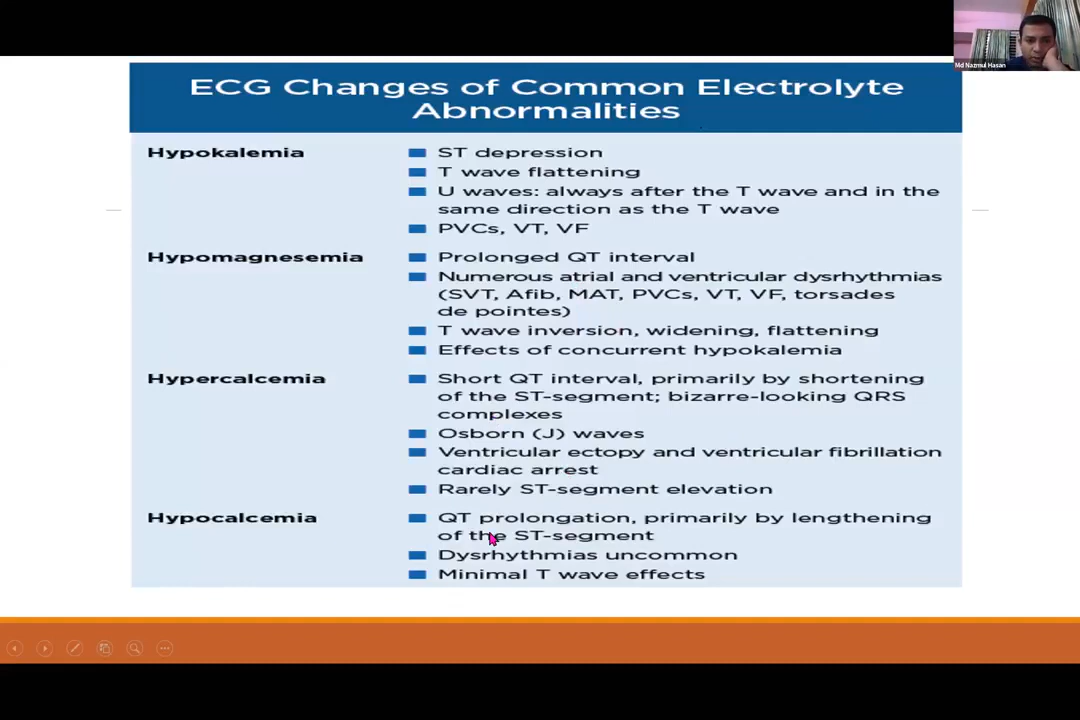 Md Nazmul Hasan
ECG Changes of Common Electrolyte
Abnormalities
Hypokalemia
ST depression
T wave flattening
U waves: always after the T wave and in the
same direction as the T wave
PVCs, VT, VF
Hypomagnesemia
Prolonged QT interval
Numerous atrial and ventricular dysrhythmias
(SVT, Afib, MAT, PVCs, VT, VF, torsades
de pointes)
T wave inversion, widening, flattening
Effects of concurrent hypokalemia
Hypercalcemia
Short QT interval, primarily by shortening
of the ST-segment; bizarre-looking QRS
complexes
Osborn (J) waves
Ventricular ectopy and ventricular fibrillation
cardiac arrest
Rarely ST-segment elevation
Hypocalcemia
QT prolongation, primarily by lengthening
of the ST-segment
Dysrhythmias uncommon
Minimal T wave effects